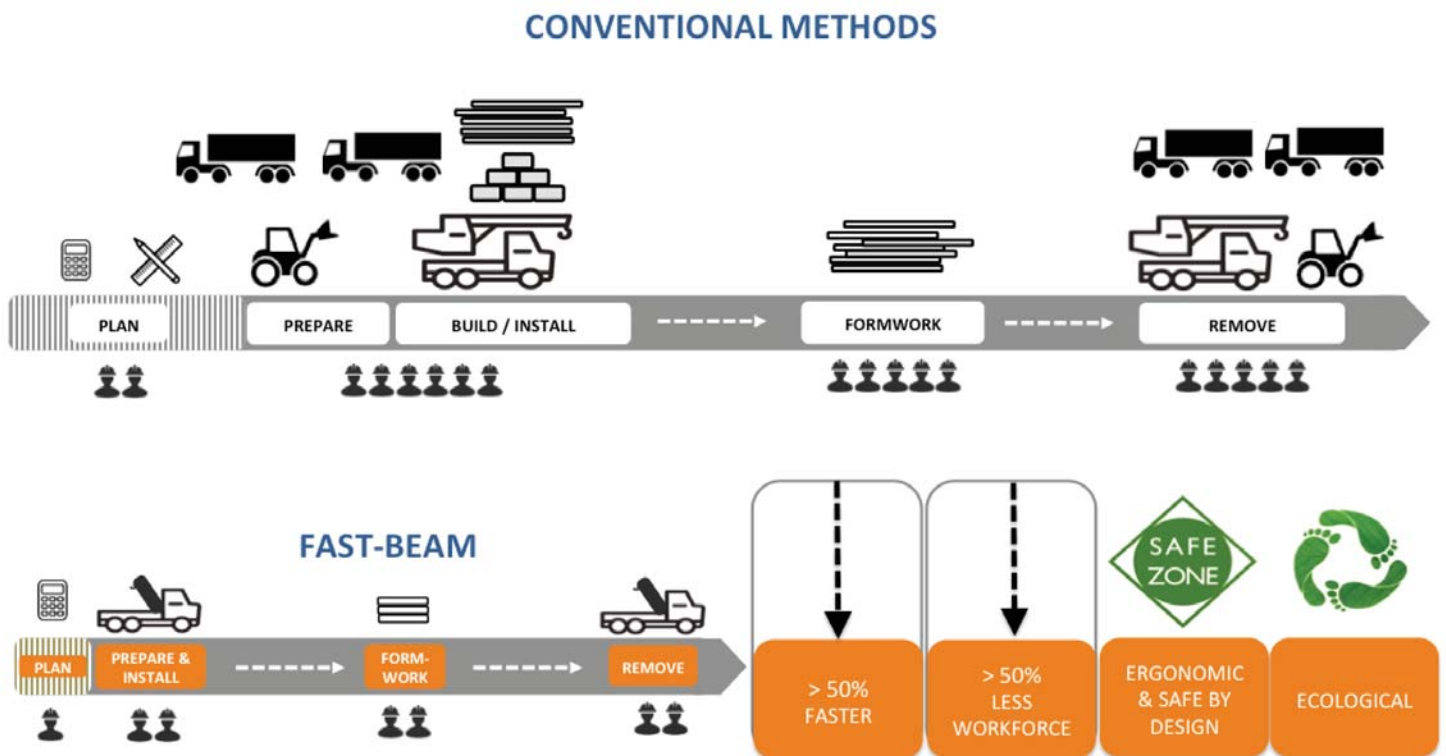 CONVENTIONAL METHODS
PLAN
PREPARE
BUILD / INSTALL
FORMWORK
REMOVE
FAST-BEAM
PLAN
PREPARE &
INSTALL
FORM-
WORK
REMOVE
> 50%
FASTER
> 50%
LESS
WORKFORCE
SAFE
ZONE
ERGONOMIC
& SAFE BY
DESIGN
ECOLOGICAL